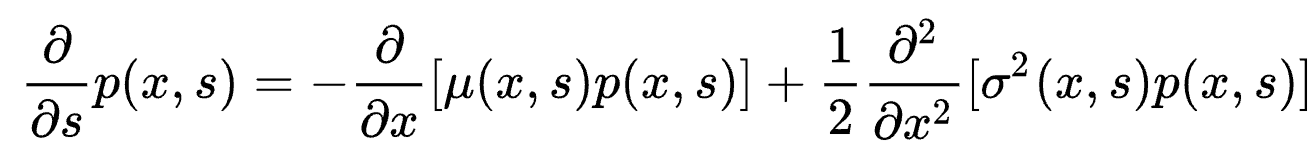 ∂/∂s p(x, s) = −∂/∂x [μ(x, s)p(x, s)] + 1/2 ∂²/∂x² [σ²(x, s)p(x, s)]